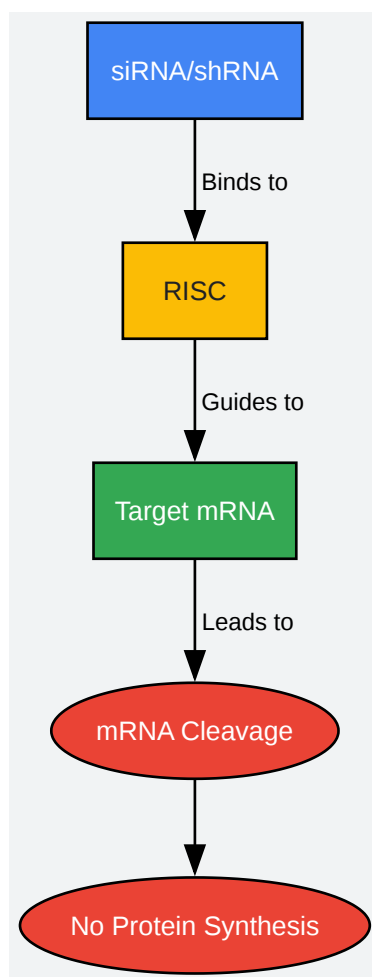 siRNA/shRNA
Binds to
RISC
Guides to
Target mRNA
Leads to
mRNA Cleavage
No Protein Synthesis